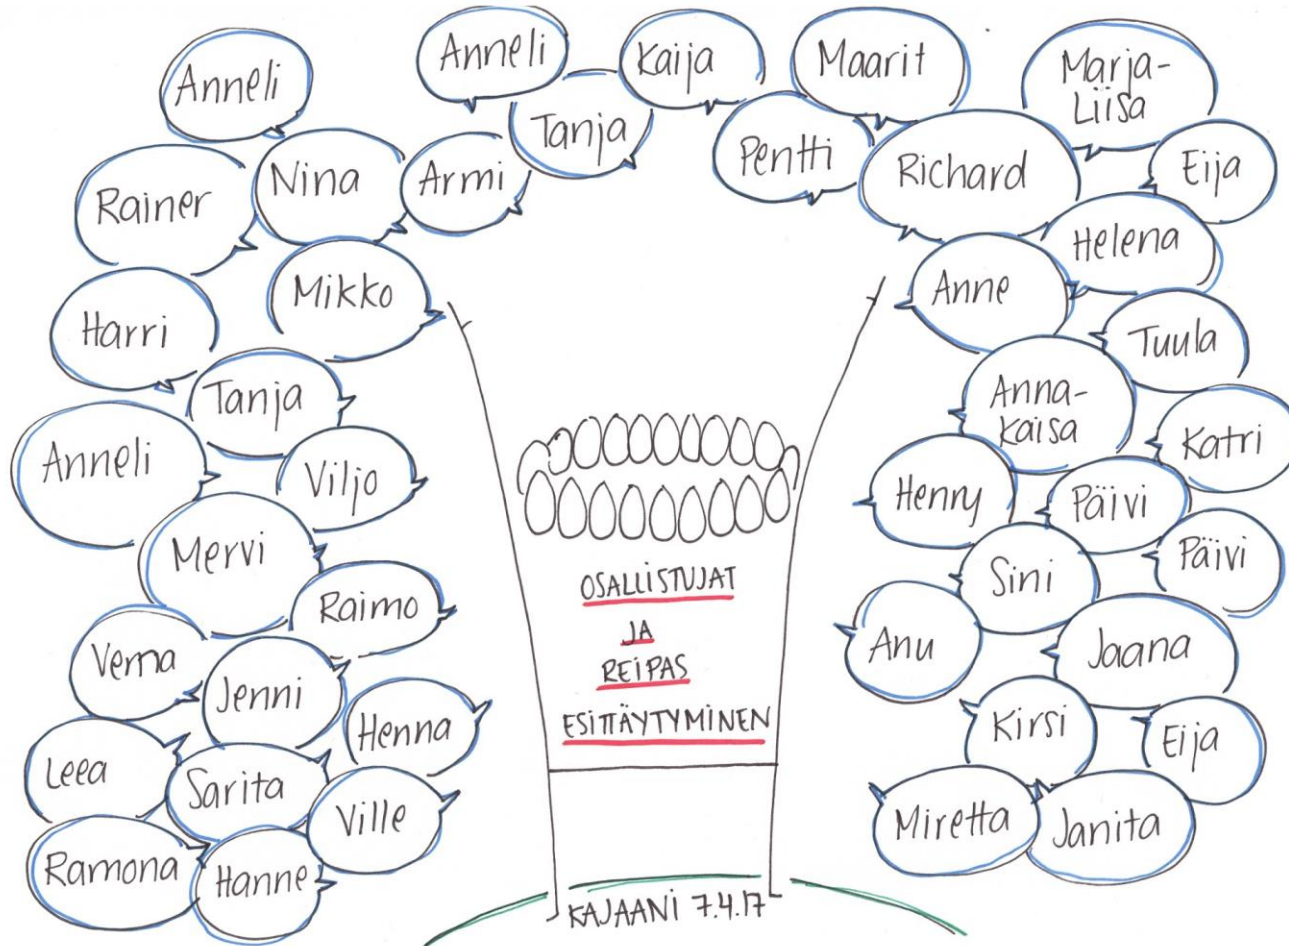 Anneli
Anneli
Kaija
Maarit
Marja-
Liisa
Rainer
Nina
Armi
Tanja
Pentti
Richard
Eija
Harri
Mikko
Anne
Helena
Tanja
Tuula
Anneli
Viljo
Anna-
Kaisa
Katri
Mervi
Henry
Päivi
Raimo
Sini
Päivi
OSALLISTUJAT
JA
REIPAS
ESITTÄYTYMINEN
Verna
Jenni
Anu
Jaana
Henna
Kirsi
Eija
Leea
Sarita
Ville
Miretta
Janita
Ramona
Hanne
KAJAANI 7.4.17